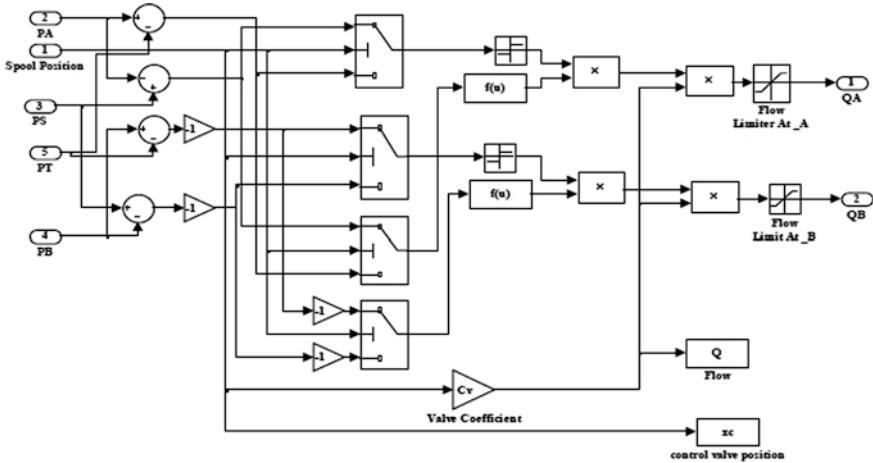 2
PA
1
Spool Position
3
PS
5
PT
4
PB
-1
-1
-1
-1
f(u)
f(u)
×
×
×
×
Flow
Limiter At _A
1
QA
Flow
Limit At _B
2
QB
Cv
Valve Coefficient
Q
Flow
xc
control valve position